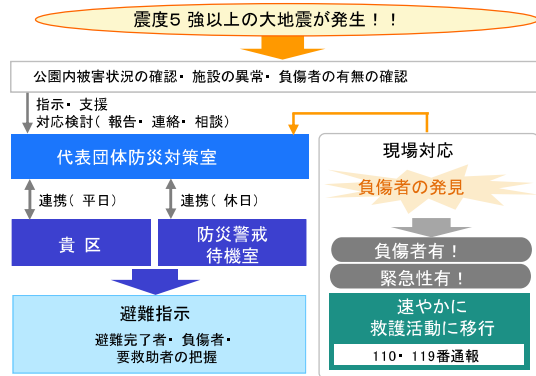 震度5強以上の大地震が発生！！
公園内被害状況の確認・施設の異常・負傷者の有無の確認
指示・支援
対応検討(報告・連絡・相談)
代表団体防災対策室
連携(平日)
連携(休日)
貴区
防災警戒
待機室
避難指示
避難完了者・負傷者・
要救助者の把握
現場対応
負傷者の発見
負傷者有！
緊急性有！
速やかに
救護活動に移行
110・119番通報